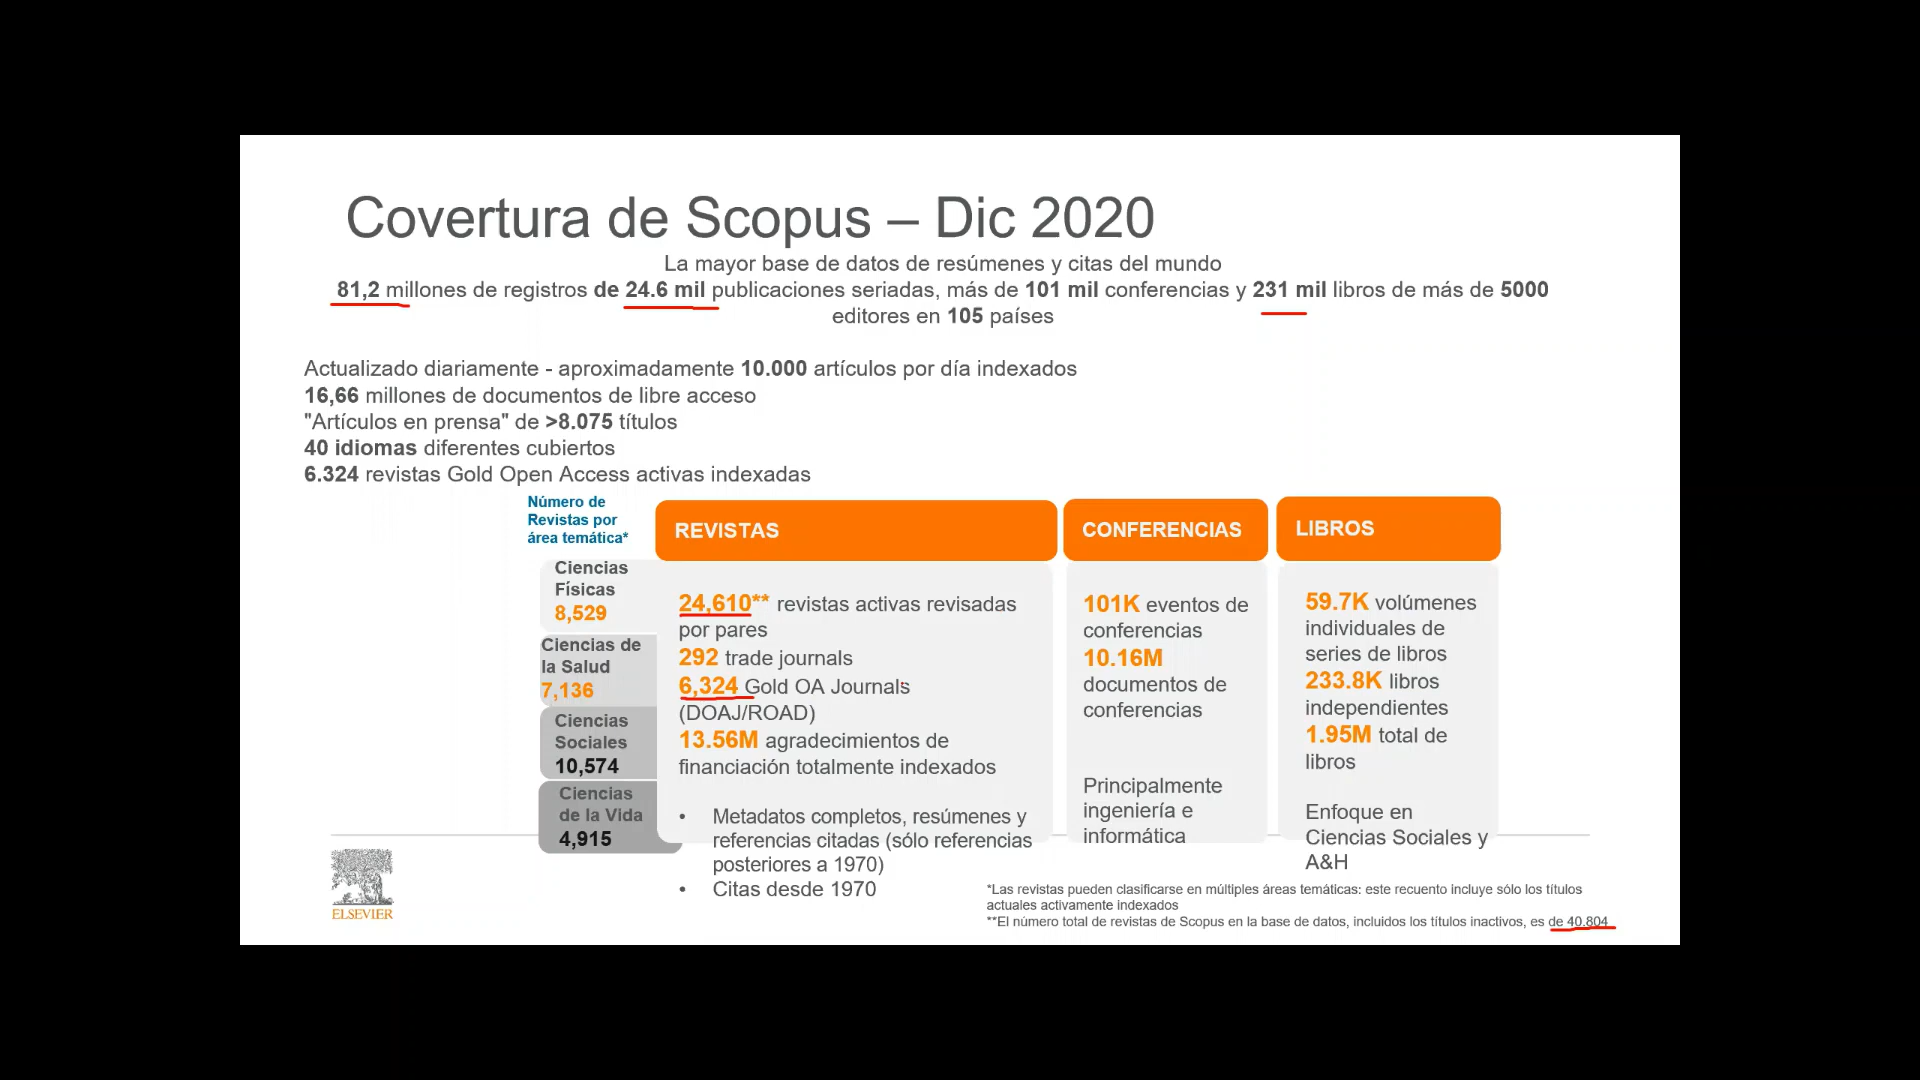 Covertura de Scopus – Dic 2020
La mayor base de datos de resúmenes y citas del mundo
81,2 millones de registros de 24.6 mil publicaciones seriadas, más de 101 mil conferencias y 231 mil libros de más de 5000
editores en 105 países
Actualizado diariamente - aproximadamente 10.000 artículos por día indexados
16,66 millones de documentos de libre acceso
"Artículos en prensa" de >8.075 títulos
40 idiomas diferentes cubiertos
6.324 revistas Gold Open Access activas indexadas
Número de
Revistas por
área temática*
Ciencias
Físicas
8,529
Ciencias de
la Salud
7,136
Ciencias
Sociales
10,574
Ciencias
de la Vida
4,915
REVISTAS
24,610** revistas activas revisadas
por pares
292 trade journals
6,324 Gold OA Journals
(DOAJ/ROAD)
13.56M agradecimientos de
financiación totalmente indexados
• Metadatos completos, resúmenes y
referencias citadas (sólo referencias
posteriores a 1970)
• Citas desde 1970
CONFERENCIAS
101K eventos de
conferencias
10.16M
documentos de
conferencias
Principalmente
ingeniería e
informática
LIBROS
59.7K volúmenes
individuales de
series de libros
233.8K libros
independientes
1.95M total de
libros
Enfoque en
Ciencias Sociales y
A&H
ELSEVIER
*Las revistas pueden clasificarse en múltiples áreas temáticas: este recuento incluye sólo los títulos
actuales activamente indexados
**El número total de revistas de Scopus en la base de datos, incluidos los títulos inactivos, es de 40.804